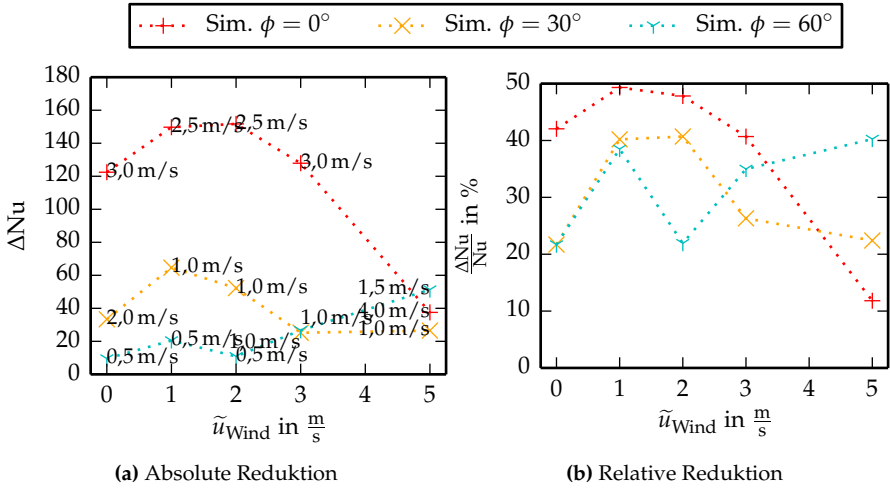 Sim. ϕ = 0° Sim. ϕ = 30° Sim. ϕ = 60°
180
160
140
120
100
80
60
40
20
0
ΔNu
3,0 m/s
2,5 m/s
2,5 m/s
3,0 m/s
4,0 m/s
2,0 m/s
1,0 m/s
1,0 m/s
1,0 m/s
1,0 m/s
0,5 m/s
0,5 m/s
0,5 m/s
1,0 m/s
1,5 m/s
0 1 2 3 4 5
ũWind in m/s
(a) Absolute Reduktion
50
40
30
20
10
0
ΔNu/Nu in %
0 1 2 3 4 5
ũWind in m/s
(b) Relative Reduktion